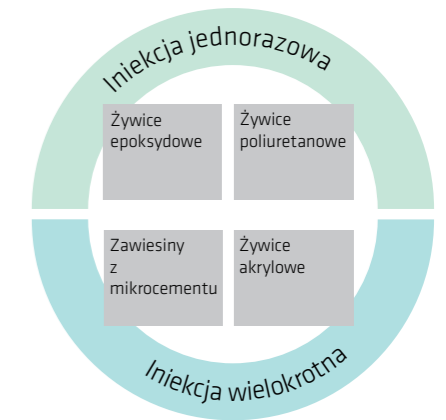 Iniekcja jednorazowa
Żywice
epoksydowe
Żywice
poliuretanowe
Zawiesiny
z
mikrocementu
Żywice
akrylowe
Iniekcja wielokrotna